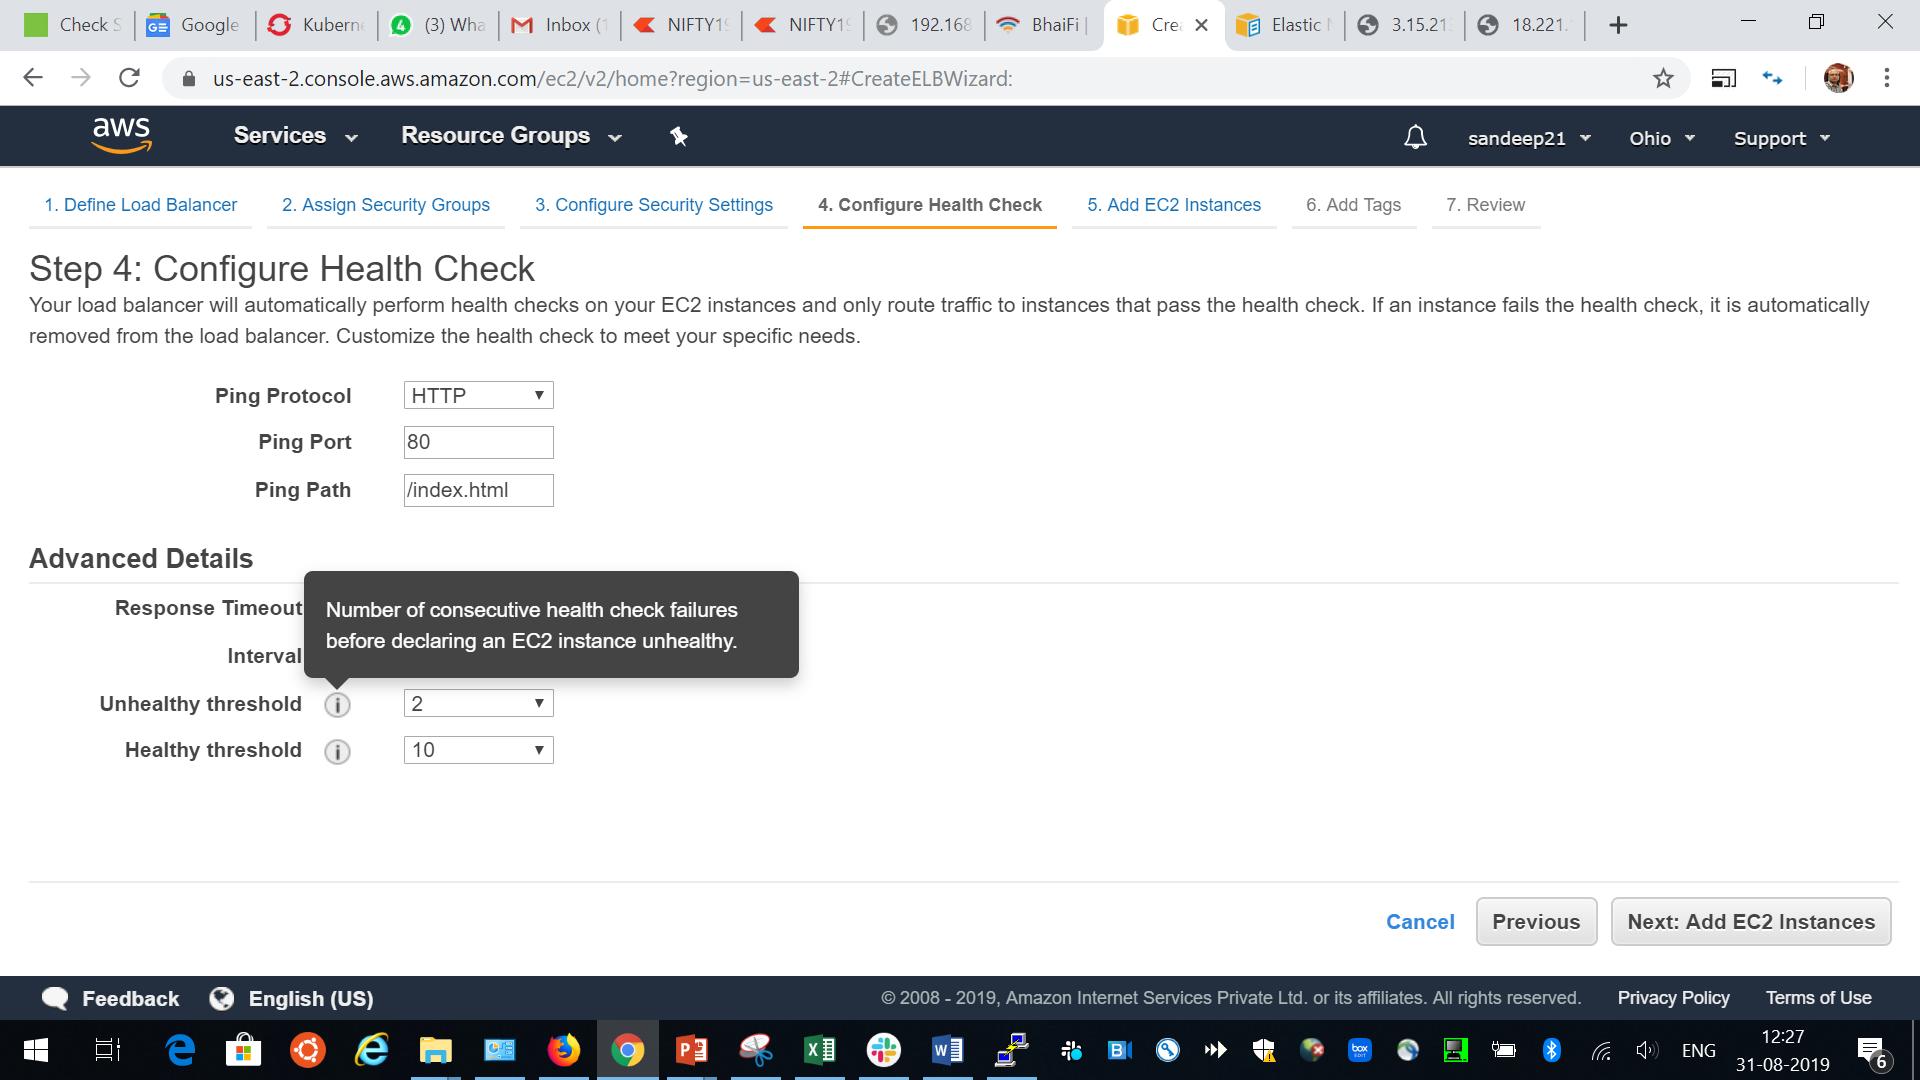 Check S
Google
Kuberne
(3) Wha
Inbox (1
NIFTY19
NIFTY19
192.168
BhaiFi |
Crea
Elastic
3.15.21
18.221.
us-east-2.console.aws.amazon.com/ec2/v2/home?region=us-east-2#CreateELBWizard:
aws Services Resource Groups sandeep21 Ohio Support
1. Define Load Balancer 2. Assign Security Groups 3. Configure Security Settings 4. Configure Health Check 5. Add EC2 Instances 6. Add Tags 7. Review
Step 4: Configure Health Check
Your load balancer will automatically perform health checks on your EC2 instances and only route traffic to instances that pass the health check. If an instance fails the health check, it is automatically
removed from the load balancer. Customize the health check to meet your specific needs.
Ping Protocol HTTP
Ping Port 80
Ping Path /index.html
Advanced Details
Response Timeout
Number of consecutive health check failures
before declaring an EC2 instance unhealthy.
Interval
Unhealthy threshold 2
Healthy threshold 10
Cancel Previous Next: Add EC2 Instances
Feedback English (US) © 2008 - 2019, Amazon Internet Services Private Ltd. or its affiliates. All rights reserved. Privacy Policy Terms of Use
ENG
12:27
31-08-2019
6